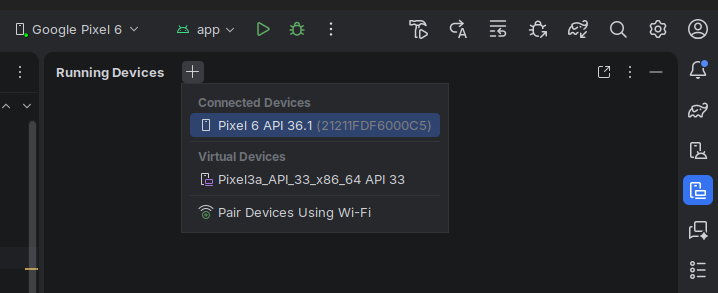 Google Pixel 6
app
Running Devices
Connected Devices
Pixel 6 API 36.1 (21211FDF6000C5)
Virtual Devices
Pixel3a_API_33_x86_64 API 33
Pair Devices Using Wi-Fi